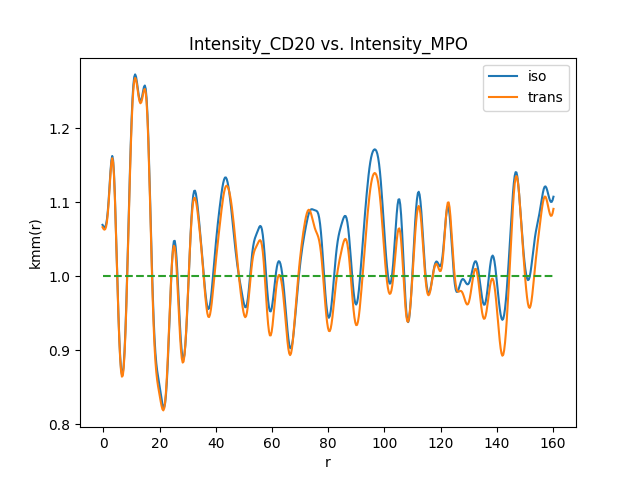 Intensity_CD20 vs. Intensity_MPO
iso
trans
kmm(r)
1.2
1.1
1.0
0.9
0.8
0 20 40 60 80 100 120 140 160
r